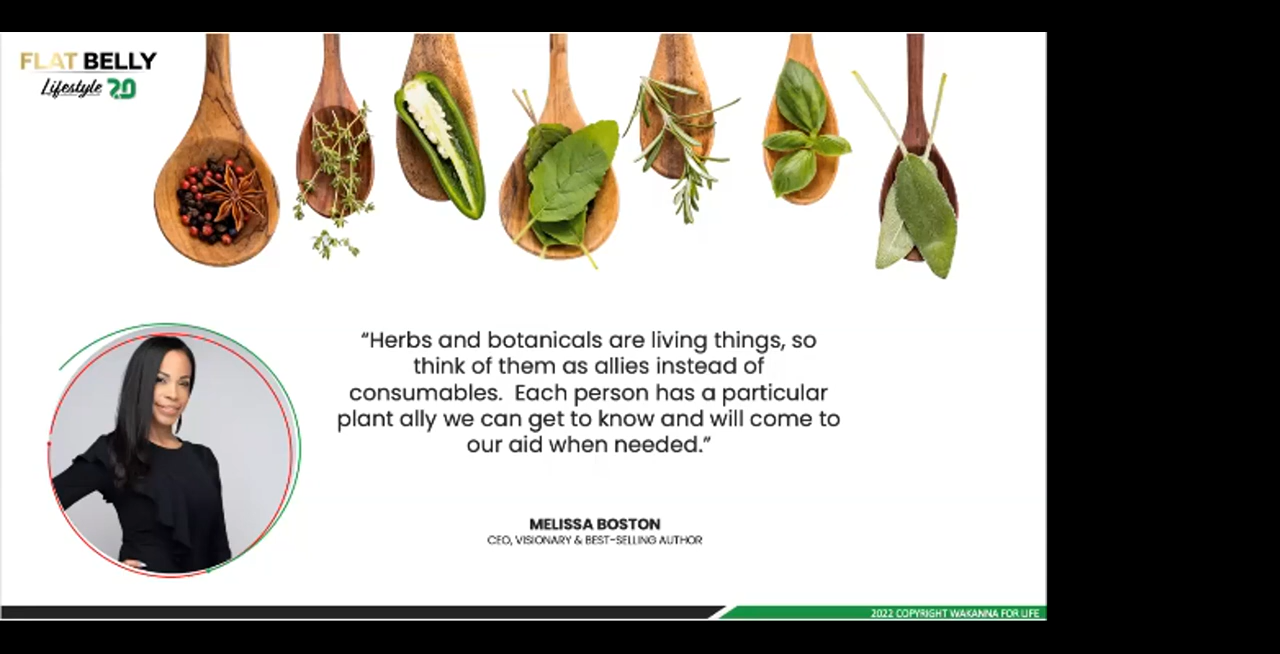 FLAT BELLY
Lifestyle 2.0
“Herbs and botanicals are living things, so
think of them as allies instead of
consumables.  Each person has a particular
plant ally we can get to know and will come to
our aid when needed.”
MELISSA BOSTON
CEO, VISIONARY & BEST-SELLING AUTHOR
2022 COPYRIGHT WAKANNA FOR LIFE